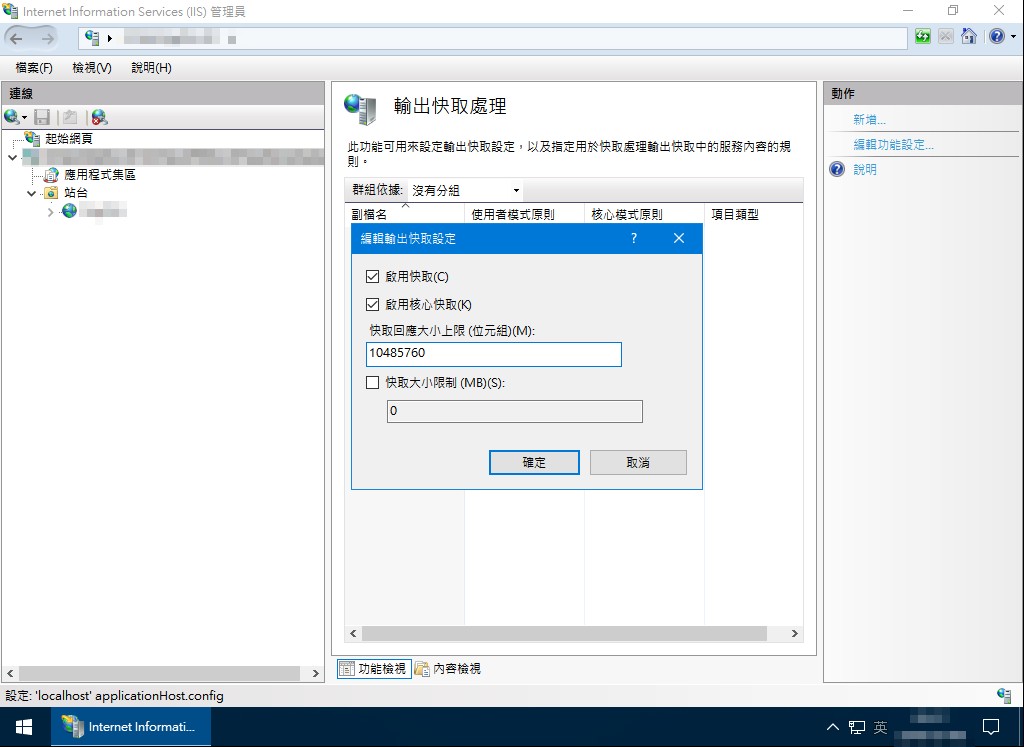 Internet Information Services (IIS) 管理員
檔案(F) 檢視(V) 說明(H)
連線
起始網頁
應用程式集區
站台
輸出快取處理
此功能可用來設定輸出快取設定，以及指定用於快取處理輸出快取中的服務內容的規
則。
群組依據: 沒有分組
副檔名 使用者模式原則 核心模式原則 項目類型
編輯輸出快取設定 ?
啟用快取(C)
啟用核心快取(K)
快取回應大小上限 (位元組)(M):
10485760
快取大小限制 (MB)(S):
0
確定 取消
功能檢視 內容檢視
動作
新增...
編輯功能設定...
說明
設定: 'localhost' applicationHost.config
Internet Informati...
英